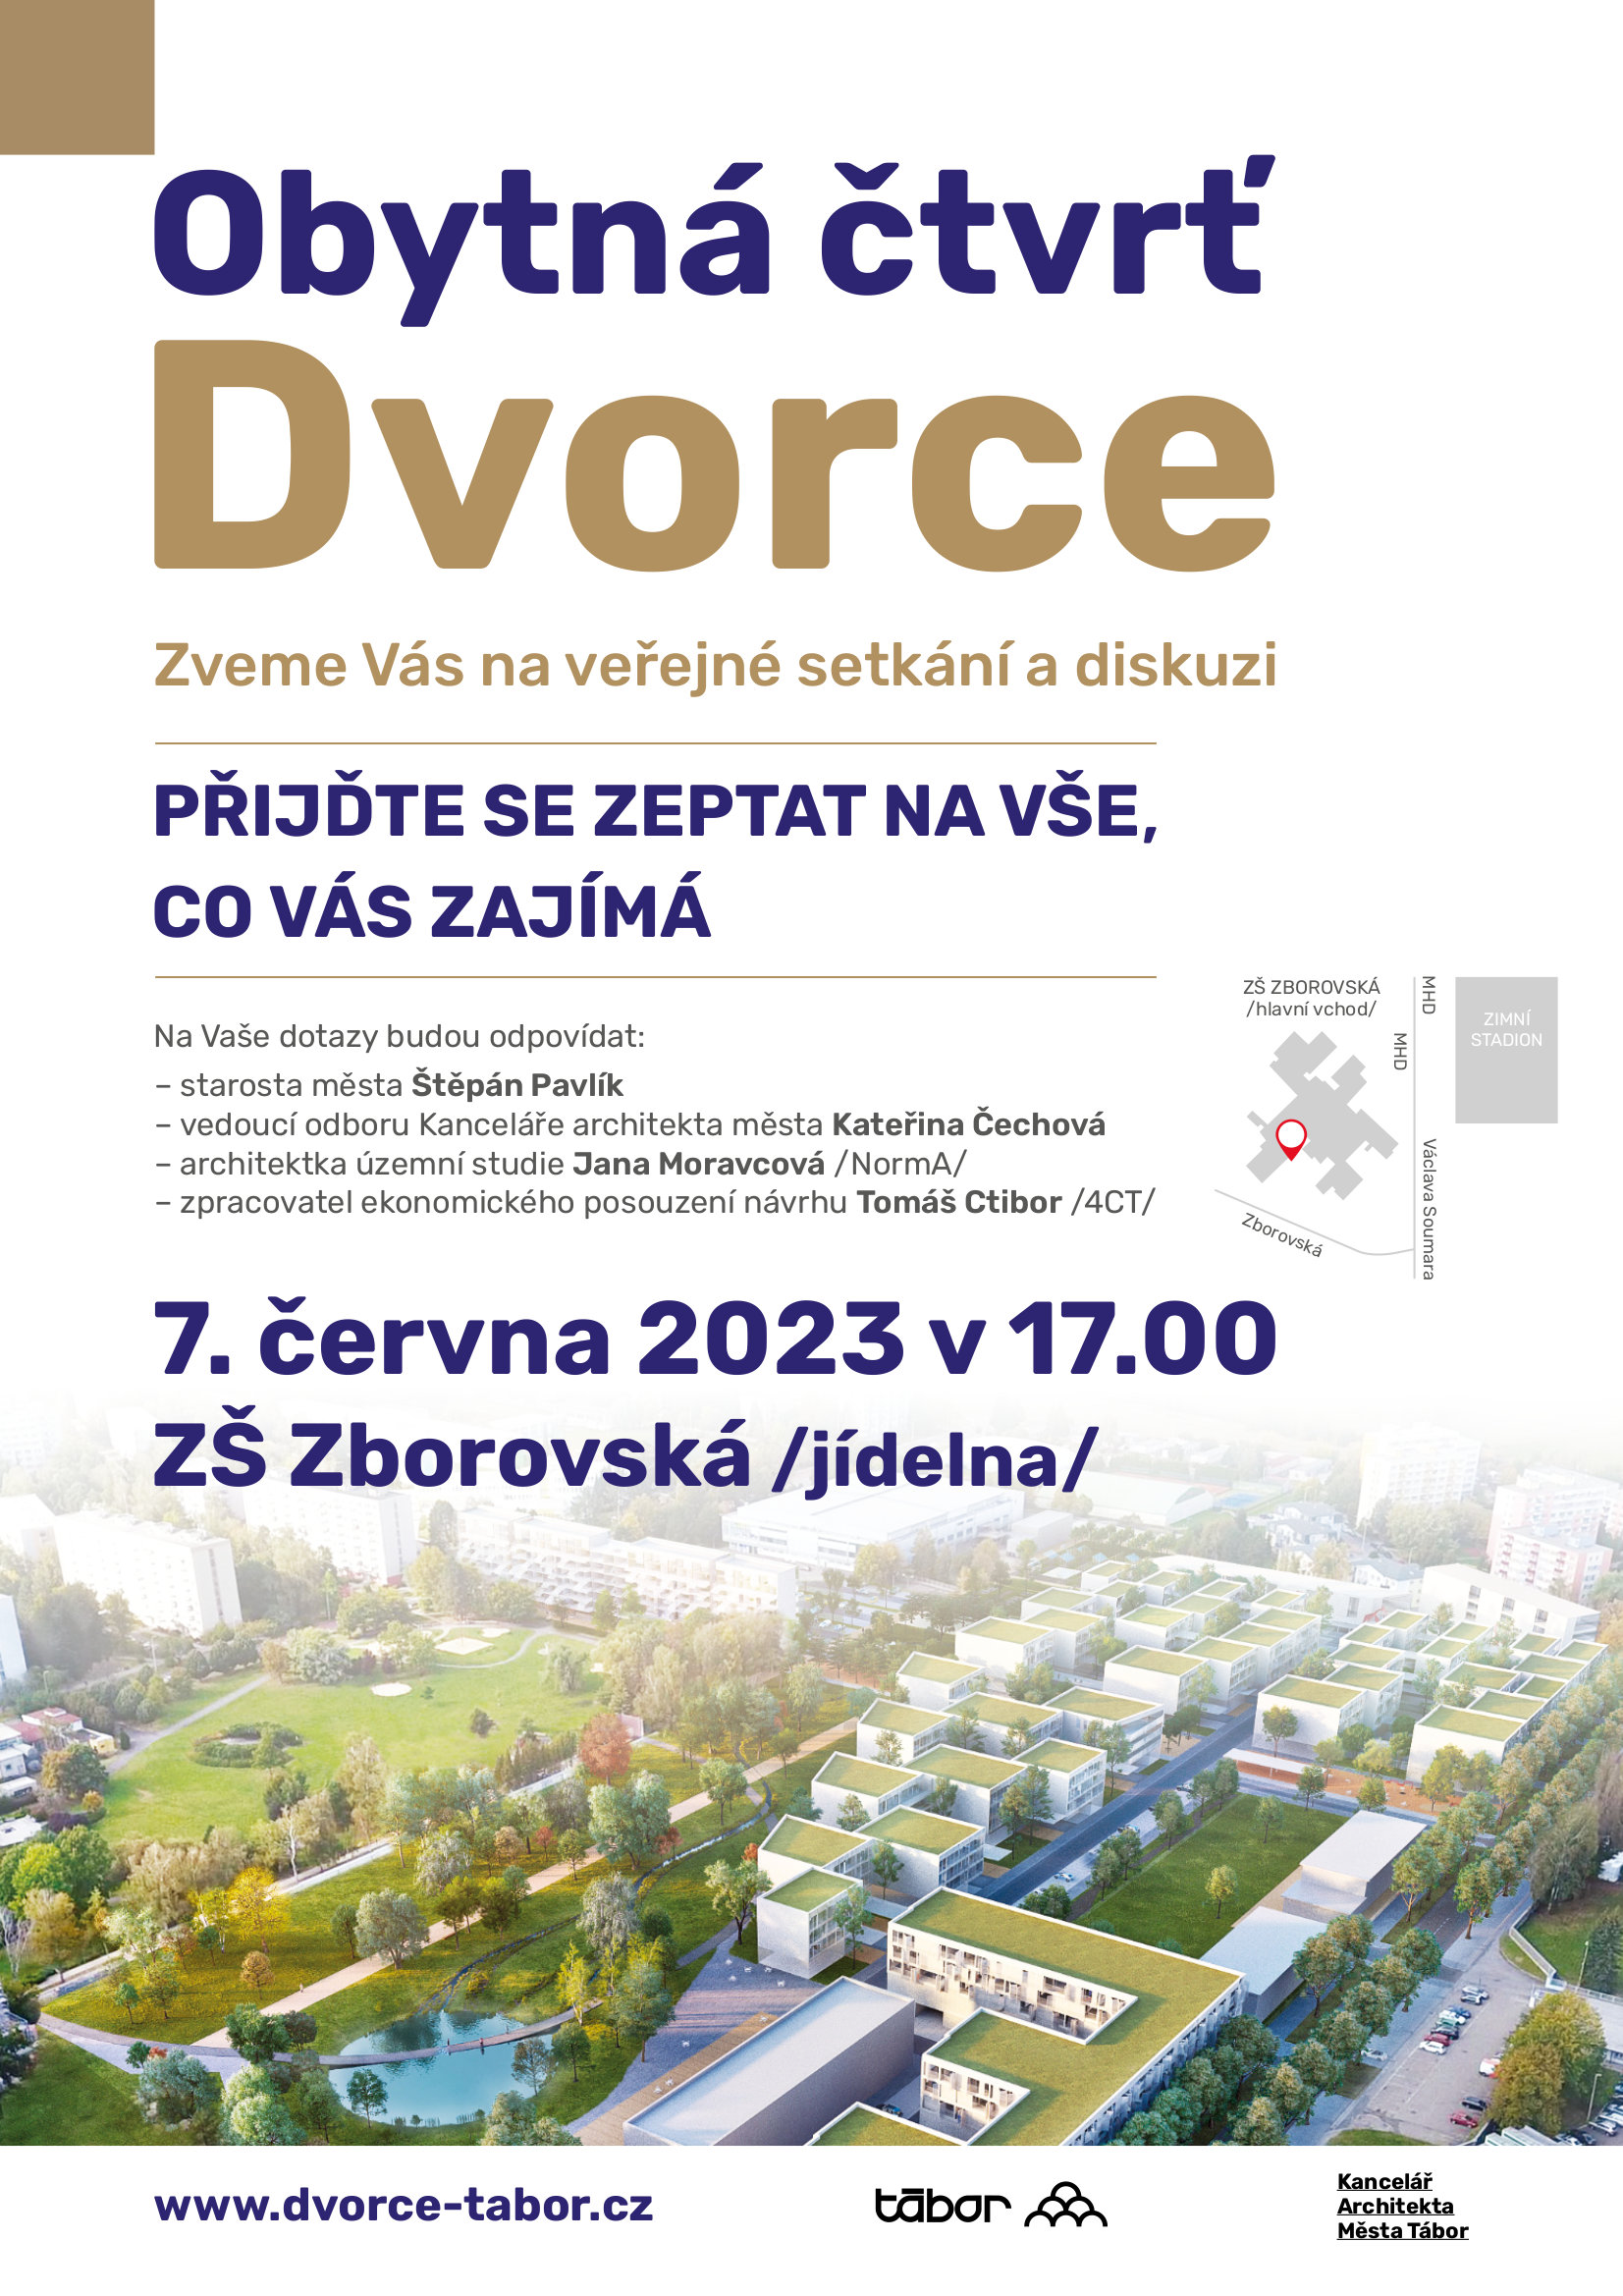 Obytná čtvrť
Dvorce
Zveme Vás na veřejné setkání a diskuzi
PŘIJĎTE SE ZEPTAT NA VŠE,
CO VÁS ZAJÍMÁ
Na Vaše dotazy budou odpovídat:
– starosta města Štěpán Pavlík
– vedoucí odboru Kanceláře architekta města Kateřina Čechová
– architektka územní studie Jana Moravcová /NormA/
– zpracovatel ekonomického posouzení návrhu Tomáš Ctibor /4CT/
ZŠ ZBOROVSKÁ
/hlavní vchod/
MHD
MHD
ZIMNÍ
STADION
Václava Soumara
Zborovská
7. června 2023 v 17.00
ZŠ Zborovská /jídelna/
www.dvorce-tabor.cz
tábor
Kancelář
Architekta
Města Tábor